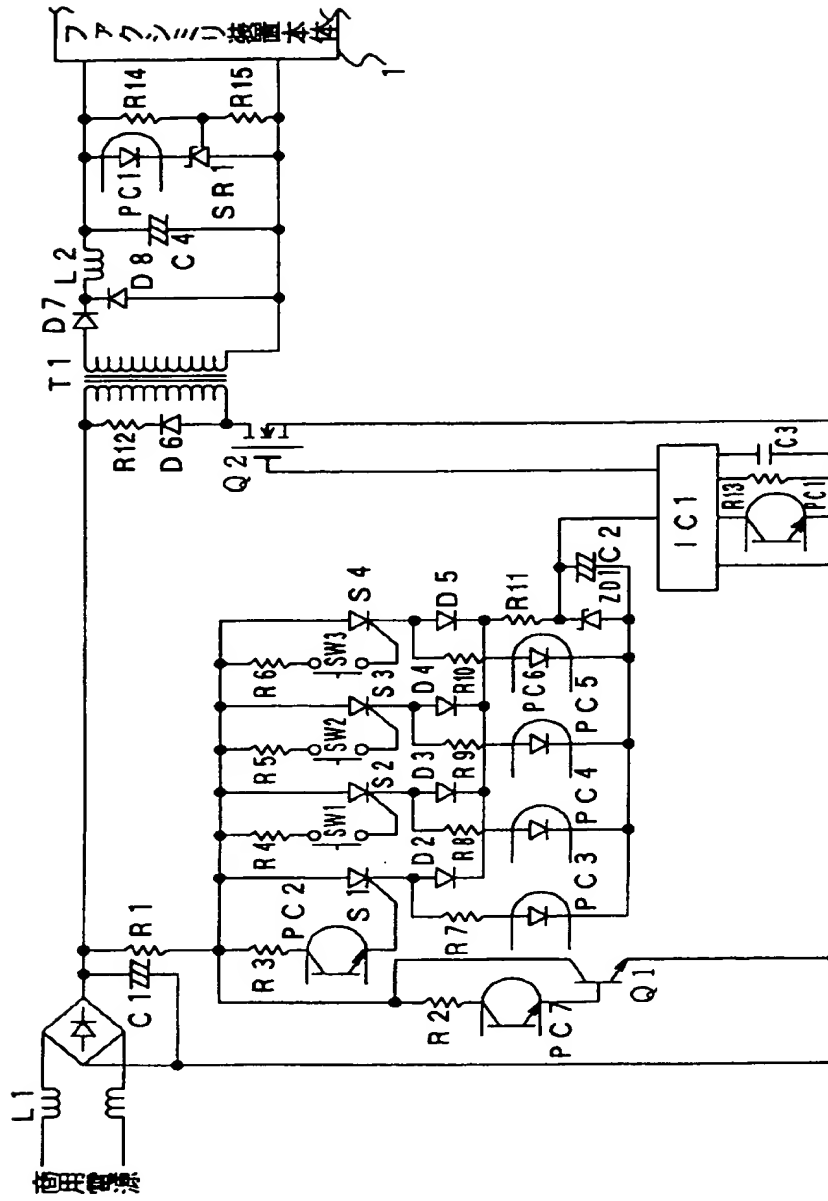 商用電源
L1
C1
R1
R2
PC7
Q1
R3
PC2
S1
R4
SW1
S2
R5
SW2
S3
R6
SW3
S4
D2
D3
D4
D5
R7
R8
R9
R10
R11
PC3
PC4
PC5
PC6
ZD1
C2
IC1
R13
C3
PC1
Q2
R12
D6
T1
D7
D8
L2
C4
PC1
SR1
R14
R15
ファクシミリ装置本体
1